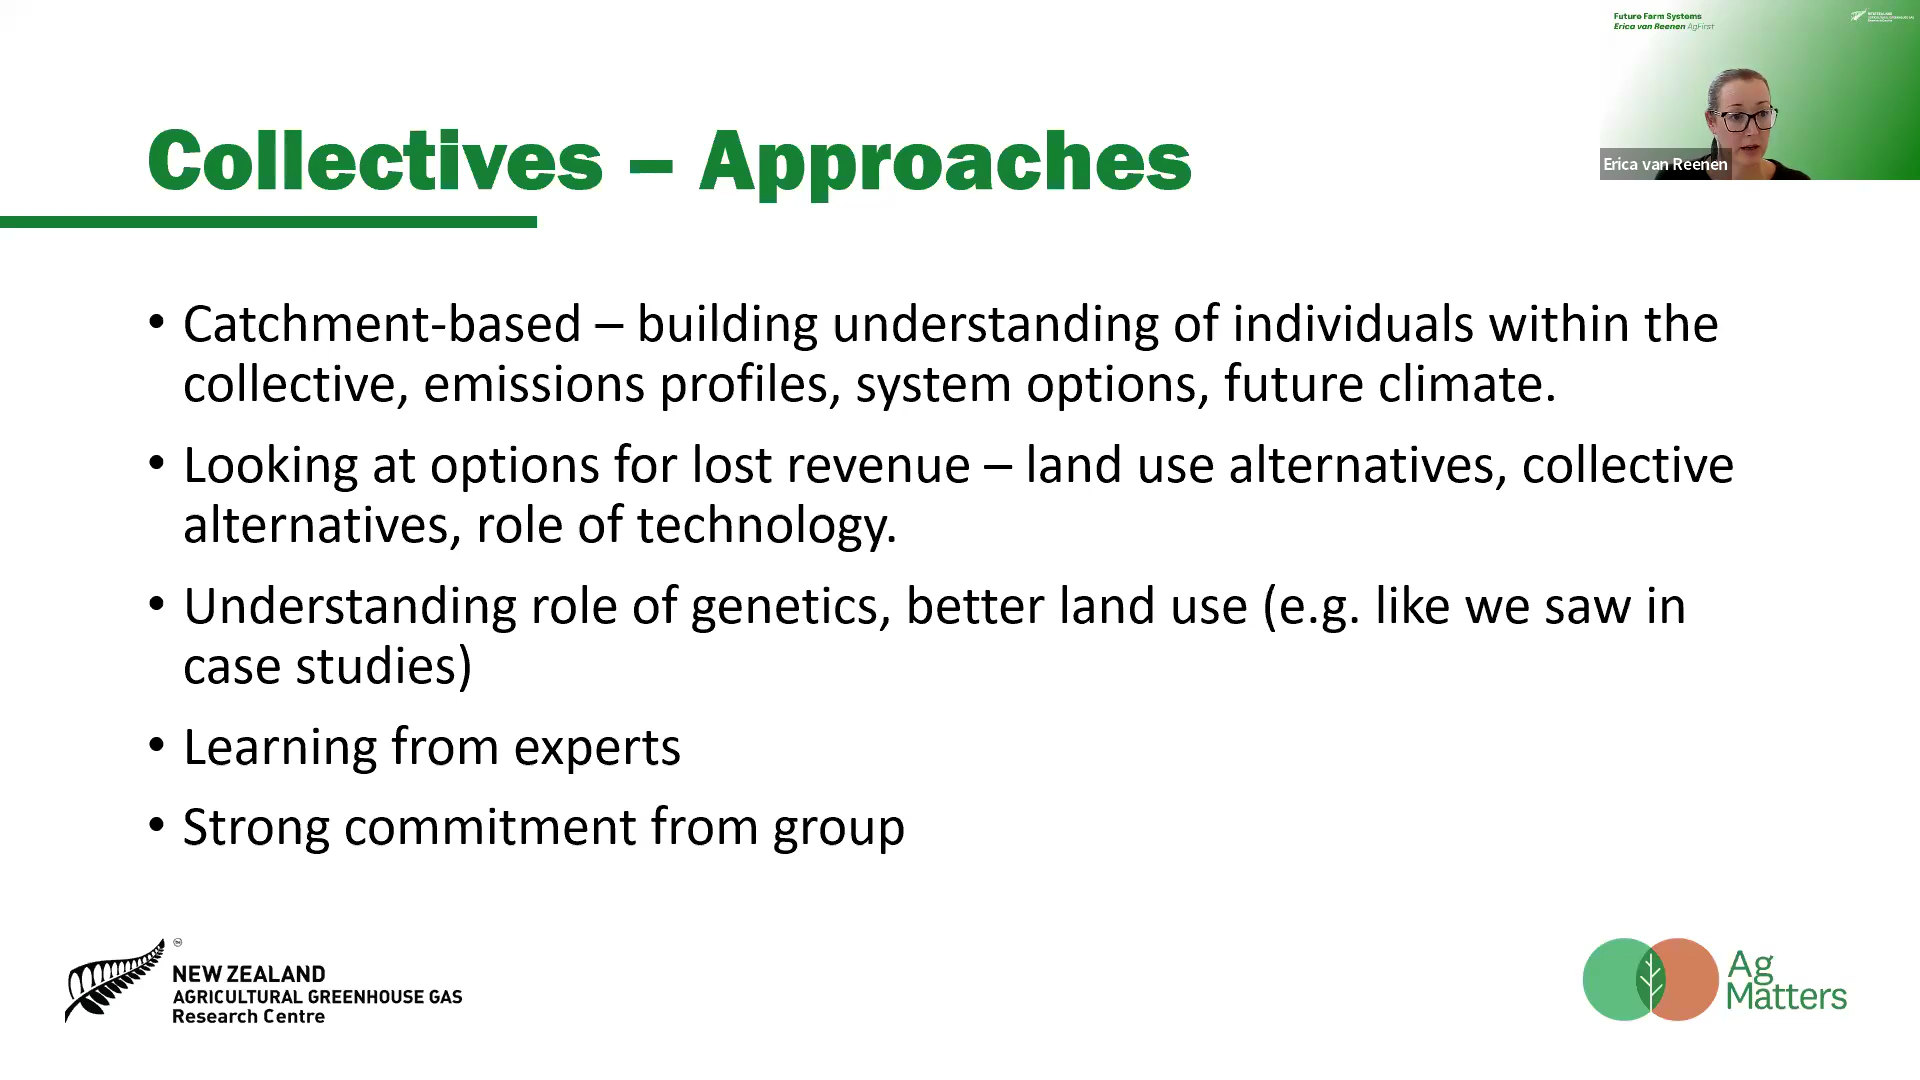 Future Farm Systems
Erica van Reenen AgFirst
Erica van Reenen
Collectives – Approaches
• Catchment-based – building understanding of individuals within the
collective, emissions profiles, system options, future climate.
• Looking at options for lost revenue – land use alternatives, collective
alternatives, role of technology.
• Understanding role of genetics, better land use (e.g. like we saw in
case studies)
• Learning from experts
• Strong commitment from group
NEW ZEALAND
AGRICULTURAL GREENHOUSE GAS
Research Centre
Ag
Matters